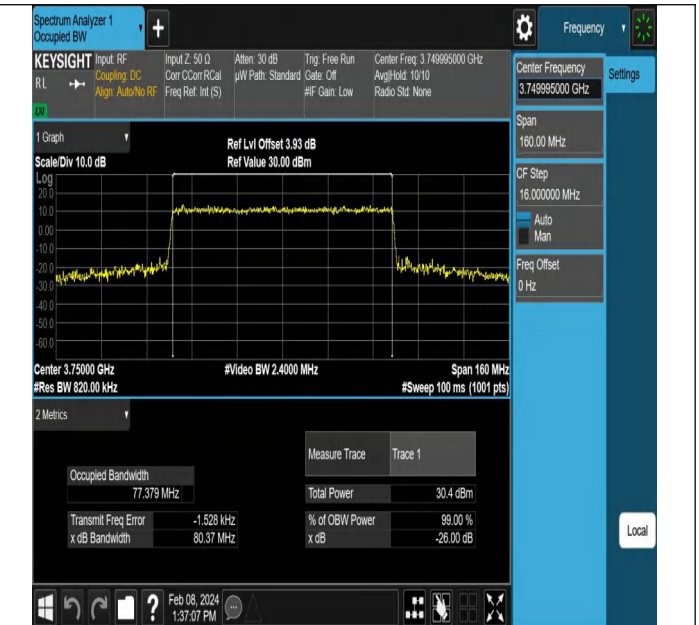 Spectrum Analyzer 1
Occupied BW
Frequency
KEYSIGHT
RL
Input: RF
Coupling: DC
Align: Auto/No RF
Input Z: 50 Ω
Corr CCorr RCal
Freq Ref: Int (S)
Atten: 30 dB
µW Path: Standard
Trig: Free Run
Gate: Off
#IF Gain: Low
Center Freq: 3.749995000 GHz
Avg|Hold: 10/10
Radio Std: None
Center Frequency
3.749995000 GHz
Settings
Span
160.00 MHz
CF Step
16.000000 MHz
Auto
Man
Freq Offset
0 Hz
1 Graph
Scale/Div 10.0 dB
Ref Lvl Offset 3.93 dB
Ref Value 30.00 dBm
Log
20.0
10.0
0.00
-10.0
-20.0
-30.0
-40.0
-50.0
-60.0
Center 3.75000 GHz
#Video BW 2.4000 MHz
Span 160 MHz
#Res BW 820.00 kHz
#Sweep 100 ms (1001 pts)
2 Metrics
Measure Trace
Trace 1
Occupied Bandwidth
77.379 MHz
Total Power
30.4 dBm
Transmit Freq Error
-1.528 kHz
% of OBW Power
99.00 %
x dB Bandwidth
80.37 MHz
x dB
-26.00 dB
Local
?
Feb 08, 2024
1:37:07 PM